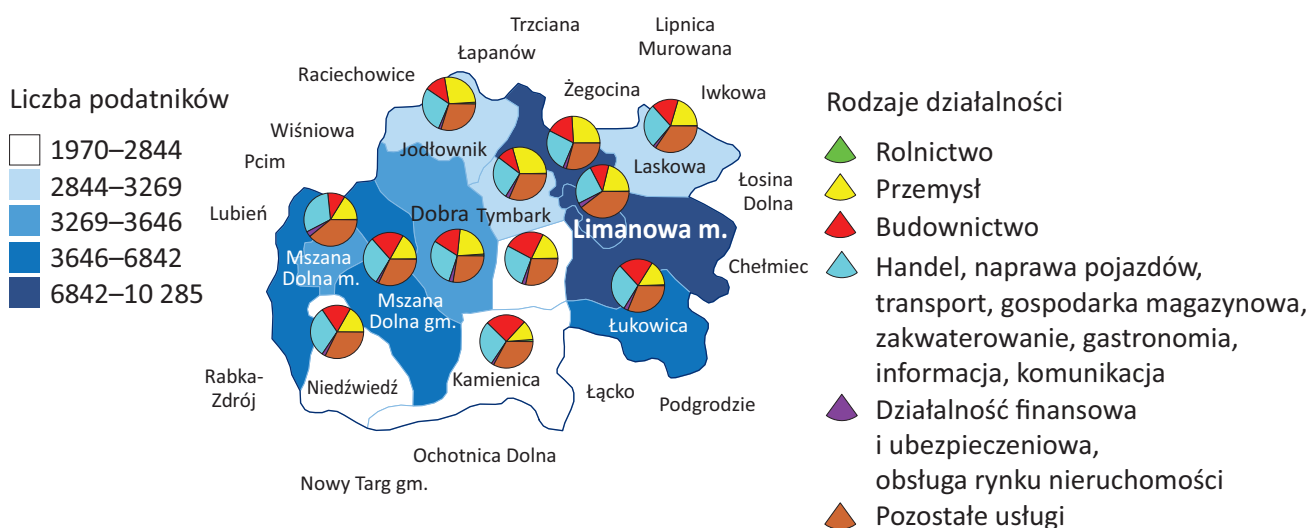 Liczba podatników
1970–2844
2844–3269
3269–3646
3646–6842
6842–10 285
Trzciana
Lipnica
Murowana
Łapanów
Raciechowice
Żegocina
Iwkowa
Wiśniowa
Jodłownik
Pcim
Laskowa
Łosina
Dolna
Lubień
Dobra
Tymbark
Limanowa m.
Mszana
Dolna m.
Chełmiec
Mszana
Dolna gm.
Łukowica
Rabka-
Zdrój
Niedźwiedź
Kamienica
Łącko
Podgrodzie
Ochotnica Dolna
Nowy Targ gm.
Rodzaje działalności
Rolnictwo
Przemysł
Budownictwo
Handel, naprawa pojazdów,
transport, gospodarka magazynowa,
zakwaterowanie, gastronomia,
informacja, komunikacja
Działalność finansowa
i ubezpieczeniowa,
obsługa rynku nieruchomości
Pozostałe usługi